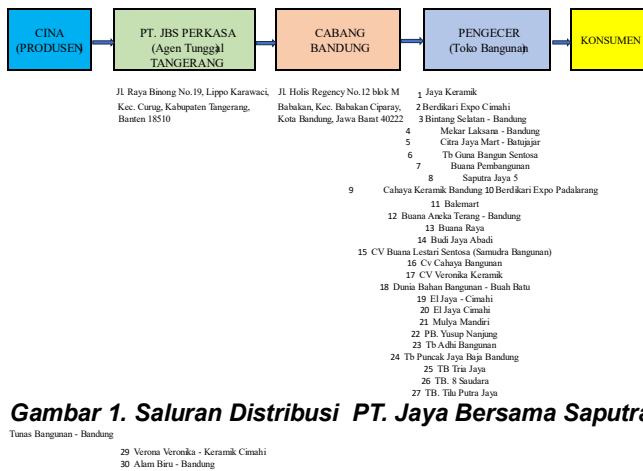 CINA
(PRODUSEN)
PT. JBS PERKASA
(Agen Tunggal)
TANGERANG
CABANG
BANDUNG
PENGECER
(Toko Bangunan)
KONSUMEN
Jl. Raya Binong No.19, Lippo Karawaci,
Kec. Curug, Kabupaten Tangerang,
Banten 18510
Jl. Holis Regency No.12 blok M
Babakan, Kec. Babakan Ciparay,
Kota Bandung, Jawa Barat 40222
1 Jaya Keramik
2 Berdikari Expo Cimahi
3 Bintang Selatan - Bandung
4 Mekar Laksana - Bandung
5 Citra Jaya Mart - Batujajar
6 Tb Guna Bangun Sentosa
7 Buana Pembangunan
8 Saputra Jaya 5
9 Cahaya Keramik Bandung 10 Berdikari Expo Padalarang
11 Balemart
12 Buana Aneka Terang - Bandung
13 Buana Raya
14 Budi Jaya Abadi
15 CV Buana Lestari Sentosa (Samudra Bangunan)
16 Cv Cahaya Bangunan
17 CV Veronika Keramik
18 Dunia Bahan Bangunan - Buah Batu
19 El Jaya - Cimahi
20 El Jaya Cimahi
21 Mulya Mandiri
22 PB. Yusup Nanjung
23 Tb Adhi Bangunan
24 Tb Puncak Jaya Baja Bandung
25 TB Tria Jaya
26 TB. 8 Saudara
27 TB. Tilu Putra Jaya
Gambar 1. Saluran Distribusi PT. Jaya Bersama Saputra
Tunas Bangunan - Bandung
29 Verona Veronika - Keramik Cimahi
30 Alam Biru - Bandung